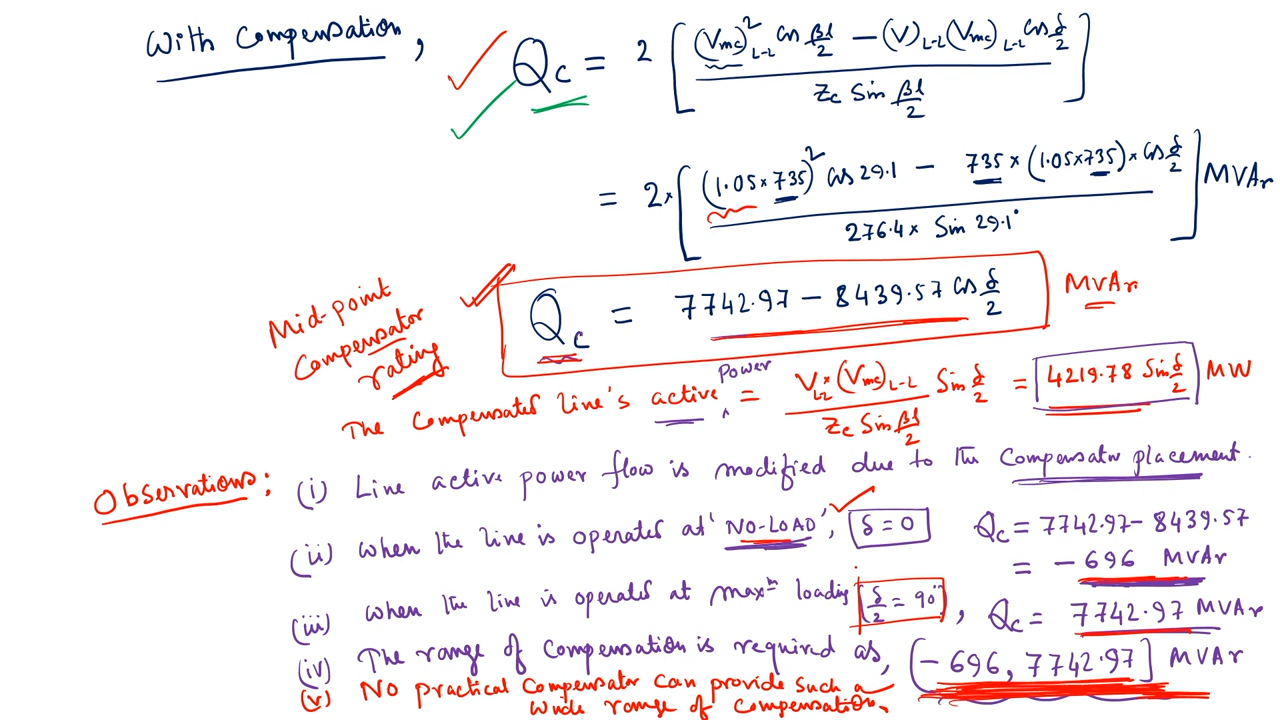 With Compensation, Qc = 2 [ (Vmc)²L-L Cos βl/2 − (V)L-L (Vmc)L-L Cos δ/2 / Zc Sin βl/2 ]
= 2 × [ (1.05 × 735)² Cos 29.1 − 735 × (1.05 × 735) × Cos δ/2 / 276.4 × Sin 29.1° ] MVAr
Mid-point Compensator rating
Qc = 7742.97 − 8439.57 Cos δ/2 MVAr
The Compensated line's active power = VLL × (Vmc)L-L / Zc Sin βl/2 Sin δ/2 = 4219.78 Sin δ/2 MW
Observations: (i) Line active power flow is modified due to the Compensator placement.
(ii) when the line is operated at 'NO-LOAD', δ = 0 Qc = 7742.97 − 8439.57
= − 696 MVAr
(iii) when the line is operated at maxm loading [δ/2 = 90°], Qc = 7742.97 MVAr
(iv) The range of Compensation is required as, [− 696, 7742.97] MVAr
(v) No practical Compensator Can provide such a
wide range of Compensation.